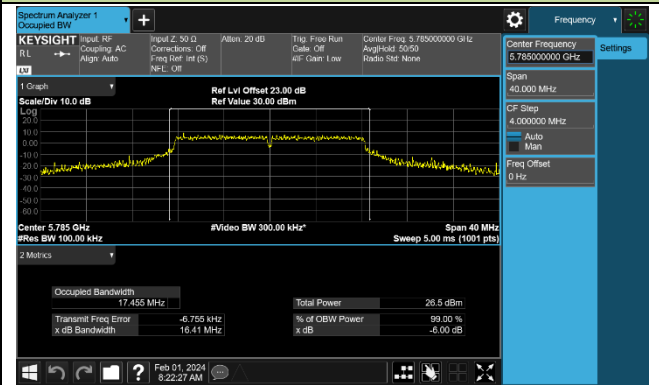 Spectrum Analyzer 1
Occupied BW
+
Frequency
KEYSIGHT
RL
LXI
Input: RF
Coupling: AC
Align: Auto
Input Z: 50 Ω
Corrections: Off
Freq Ref: Int (S)
NFE: Off
Atten: 20 dB
Trig: Free Run
Gate: Off
#IF Gain: Low
Center Freq: 5.785000000 GHz
Avg|Hold: 50/50
Radio Std: None
Center Frequency
5.785000000 GHz
Settings
Span
40.000 MHz
CF Step
4.000000 MHz
Auto
Man
Freq Offset
0 Hz
1 Graph
Scale/Div 10.0 dB
Ref Lvl Offset 23.00 dB
Ref Value 30.00 dBm
Log
20.0
10.0
0.00
-10.0
-20.0
-30.0
-40.0
-50.0
-60.0
Center 5.785 GHz
#Video BW 300.00 kHz*
Span 40 MHz
#Res BW 100.00 kHz
Sweep 5.00 ms (1001 pts)
2 Metrics
Occupied Bandwidth
17.455 MHz
Total Power
26.5 dBm
Transmit Freq Error
-6.755 kHz
% of OBW Power
99.00 %
x dB Bandwidth
16.41 MHz
x dB
-6.00 dB
?
Feb 01, 2024
8:22:27 AM